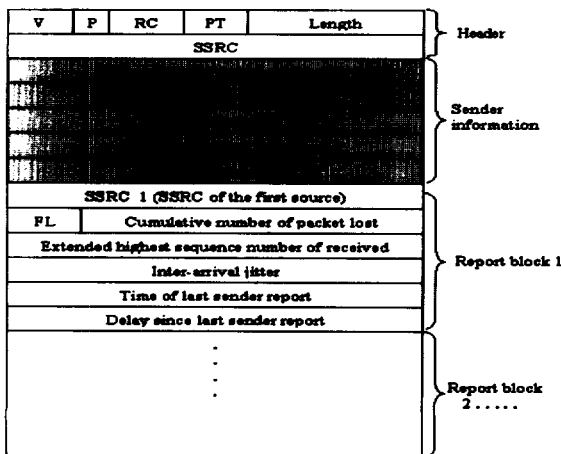 V P RC PT Length
Header
SSRC
Sender
information
SSRC 1 (SSRC of the first source)
FL Cumulative number of packet lost
Extended highest sequence number of received
Inter-arrival jitter
Report block 1
Time of last sender report
Delay since last sender report
Report block
2 . . . . .